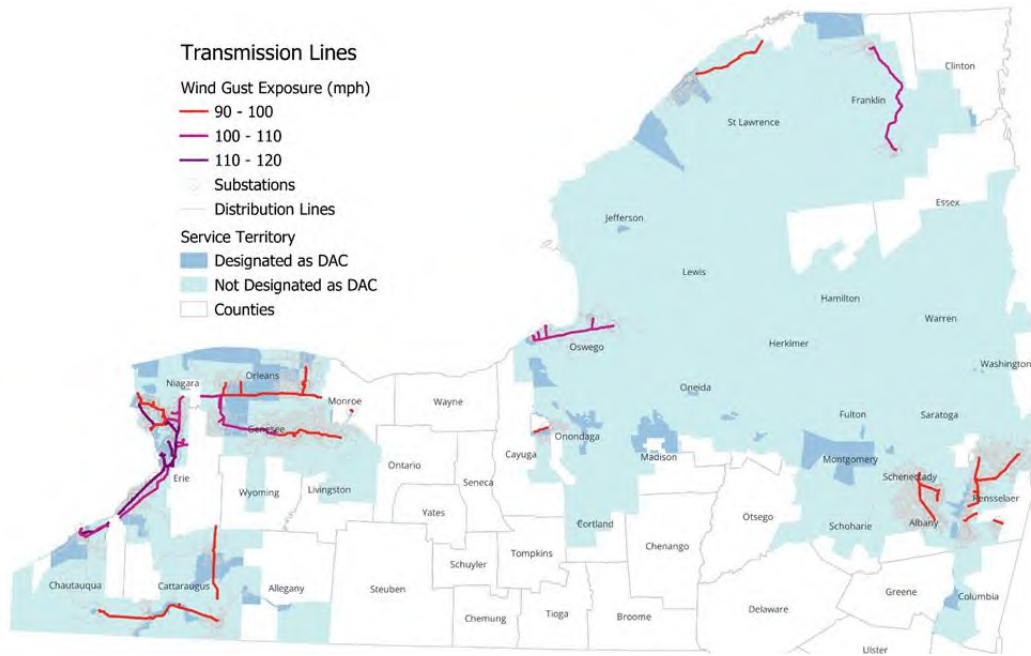 Transmission Lines
Wind Gust Exposure (mph)
90 - 100
100 - 110
110 - 120
Substations
Distribution Lines
Service Territory
Designated as DAC
Not Designated as DAC
Counties
Clinton
Franklin
St Lawrence
Essex
Jefferson
Lewis
Hamilton
Warren
Herkimer
Oswego
Washington
Oneida
Orleans
Niagara
Monroe
Wayne
Fulton
Saratoga
Genesee
Onondaga
Cayuga
Madison
Montgomery
Schenectady
Rensselaer
Erie
Wyoming
Livingston
Ontario
Seneca
Yates
Cortland
Otsego
Schoharie
Albany
Chautauqua
Cattaraugus
Allegany
Steuben
Schuyler
Tompkins
Chenango
Chemung
Tioga
Broome
Delaware
Greene
Columbia
Ulster